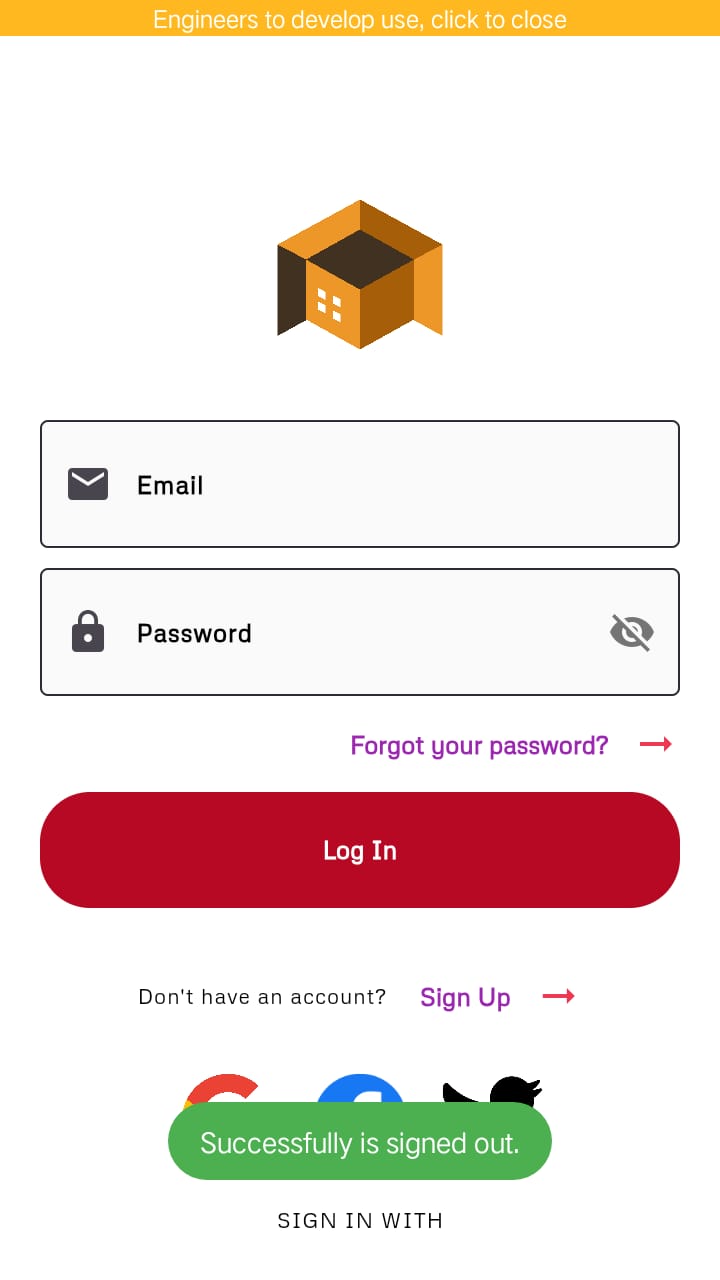 Engineers to develop use, click to close
Email
Password
Forgot your password?
Log In
Don't have an account? Sign Up
Successfully is signed out.
SIGN IN WITH